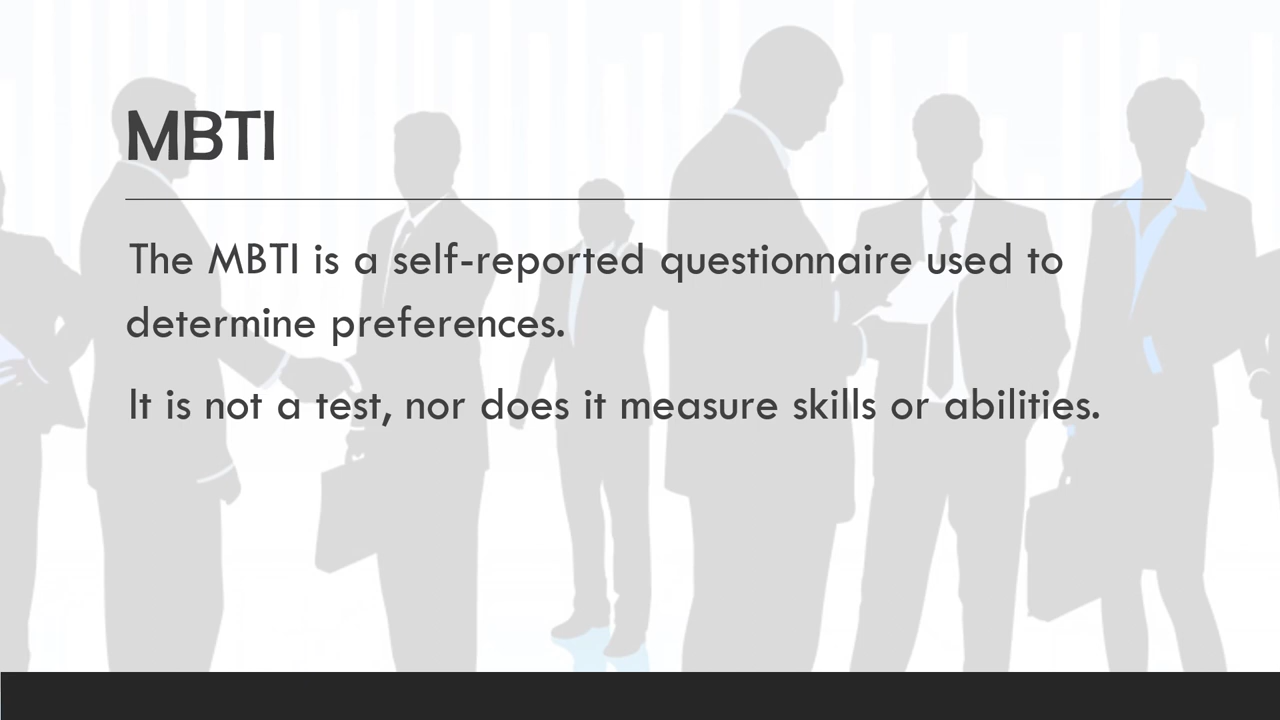 MBTI
The MBTI is a self-reported questionnaire used to
determine preferences.
It is not a test, nor does it measure skills or abilities.